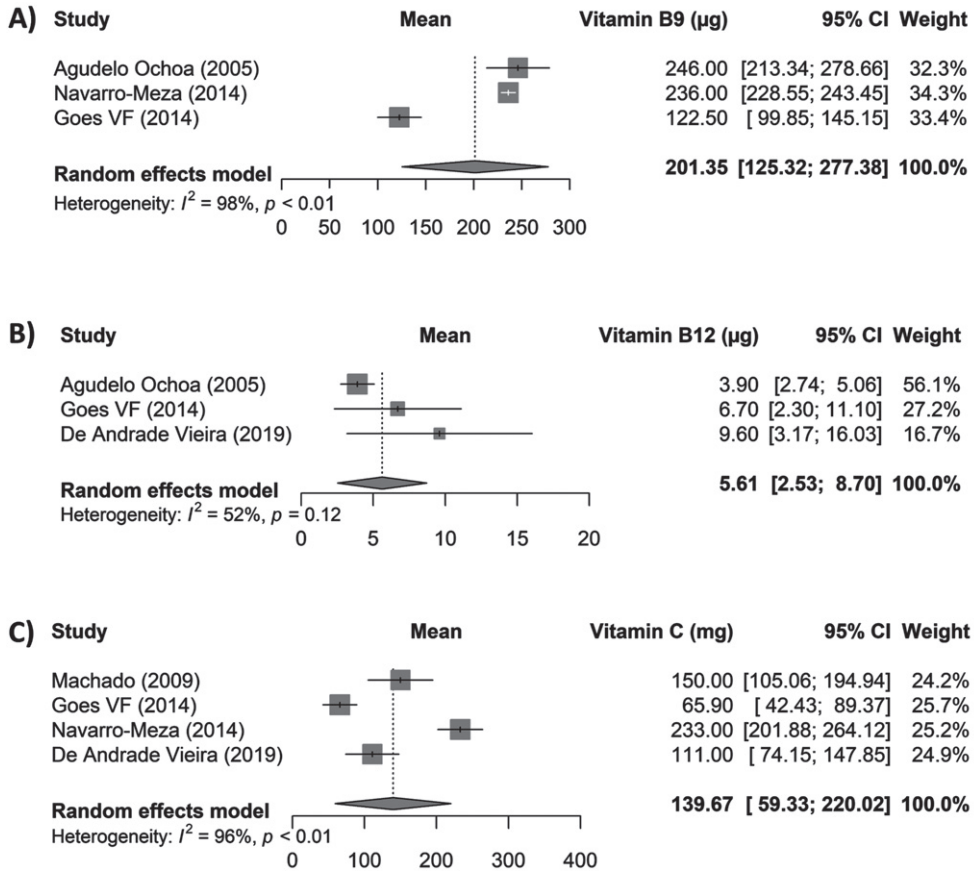 A) Study Mean Vitamin B9 (µg) 95% CI Weight
Agudelo Ochoa (2005) 246.00 [213.34; 278.66] 32.3%
Navarro-Meza (2014) 236.00 [228.55; 243.45] 34.3%
Goes VF (2014) 122.50 [ 99.85; 145.15] 33.4%
Random effects model 201.35 [125.32; 277.38] 100.0%
Heterogeneity: I² = 98%, p < 0.01
0 50 100 150 200 250 300
B) Study Mean Vitamin B12 (µg) 95% CI Weight
Agudelo Ochoa (2005) 3.90 [2.74; 5.06] 56.1%
Goes VF (2014) 6.70 [2.30; 11.10] 27.2%
De Andrade Vieira (2019) 9.60 [3.17; 16.03] 16.7%
Random effects model 5.61 [2.53; 8.70] 100.0%
Heterogeneity: I² = 52%, p = 0.12
0 5 10 15 20
C) Study Mean Vitamin C (mg) 95% CI Weight
Machado (2009) 150.00 [105.06; 194.94] 24.2%
Goes VF (2014) 65.90 [ 42.43; 89.37] 25.7%
Navarro-Meza (2014) 233.00 [201.88; 264.12] 25.2%
De Andrade Vieira (2019) 111.00 [ 74.15; 147.85] 24.9%
Random effects model 139.67 [ 59.33; 220.02] 100.0%
Heterogeneity: I² = 96%, p < 0.01
0 100 200 300 400